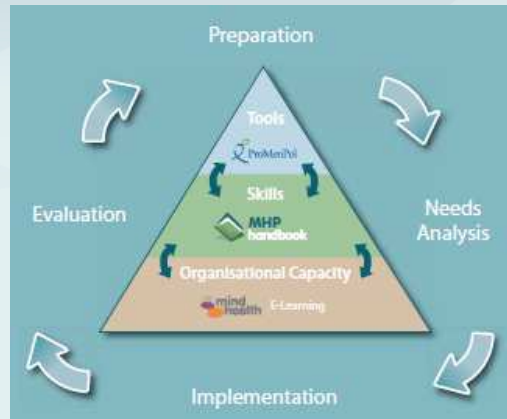 Preparation
Tools
ProMenPol
Skills
MHP
handbook
Evaluation
Needs
Analysis
Organisational Capacity
mind
health
E-Learning
Implementation